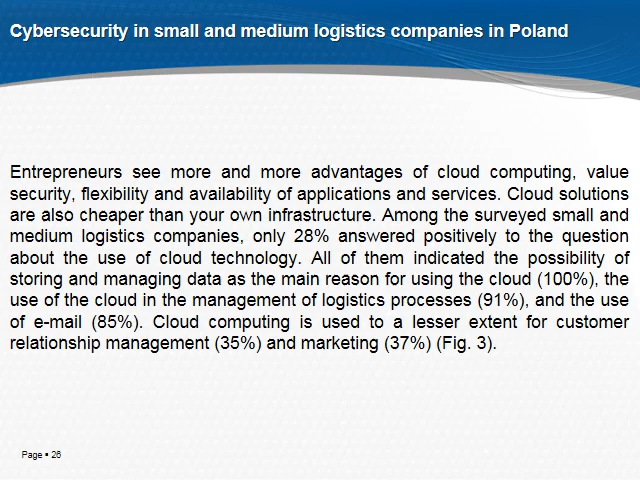 Cybersecurity in small and medium logistics companies in Poland
Entrepreneurs see more and more advantages of cloud computing, value
security, flexibility and availability of applications and services. Cloud solutions
are also cheaper than your own infrastructure. Among the surveyed small and
medium logistics companies, only 28% answered positively to the question
about the use of cloud technology. All of them indicated the possibility of
storing and managing data as the main reason for using the cloud (100%), the
use of the cloud in the management of logistics processes (91%), and the use
of e-mail (85%). Cloud computing is used to a lesser extent for customer
relationship management (35%) and marketing (37%) (Fig. 3).
Page ▪ 26